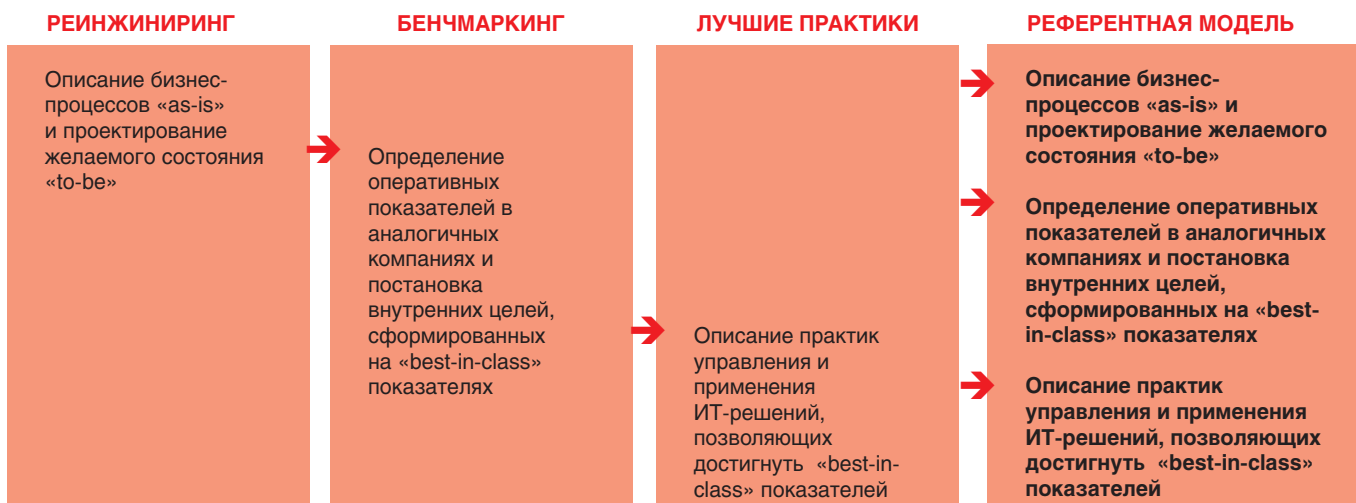 РЕИНЖИНИРИНГ
Описание бизнес-
процессов «as-is»
и проектирование
желаемого состояния
«to-be»
БЕНЧМАРКИНГ
Определение
оперативных
показателей в
аналогичных
компаниях и
постановка
внутренних целей,
сформированных
на «best-in-class»
показателях
ЛУЧШИЕ ПРАКТИКИ
Описание практик
управления и
применения
ИТ-решений,
позволяющих
достигнуть «best-in-
class» показателей
РЕФЕРЕНТНАЯ МОДЕЛЬ
Описание бизнес-
процессов «as-is» и
проектирование желаемого
состояния «to-be»
Определение оперативных
показателей в аналогичных
компаниях и постановка
внутренних целей,
сформированных на «best-
in-class» показателях
Описание практик
управления и применения
ИТ-решений, позволяющих
достигнуть «best-in-class»
показателей